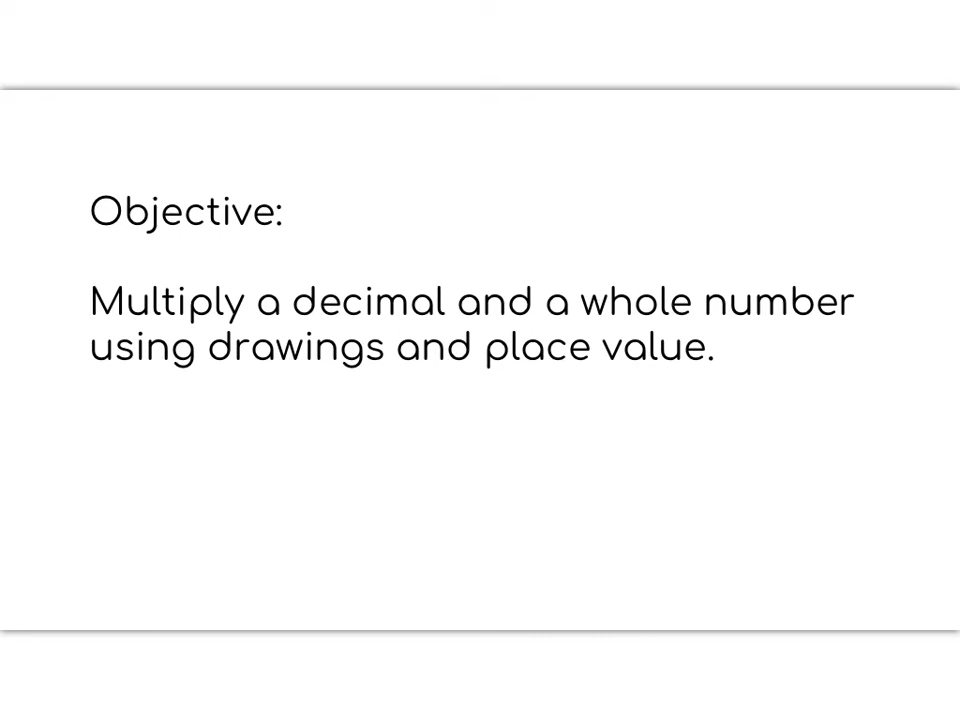 Objective:
Multiply a decimal and a whole number
using drawings and place value.